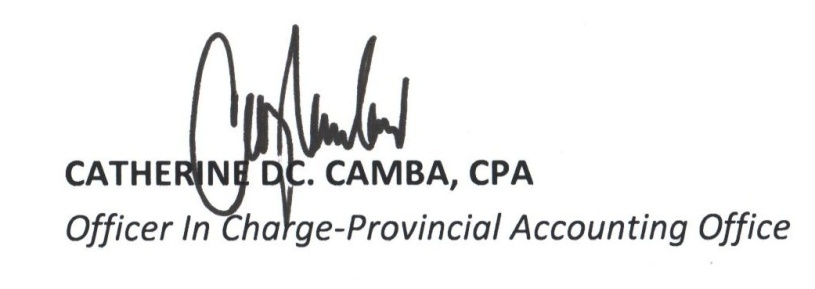 CATHERINE DC. CAMBA, CPA
Officer In Charge-Provincial Accounting Office